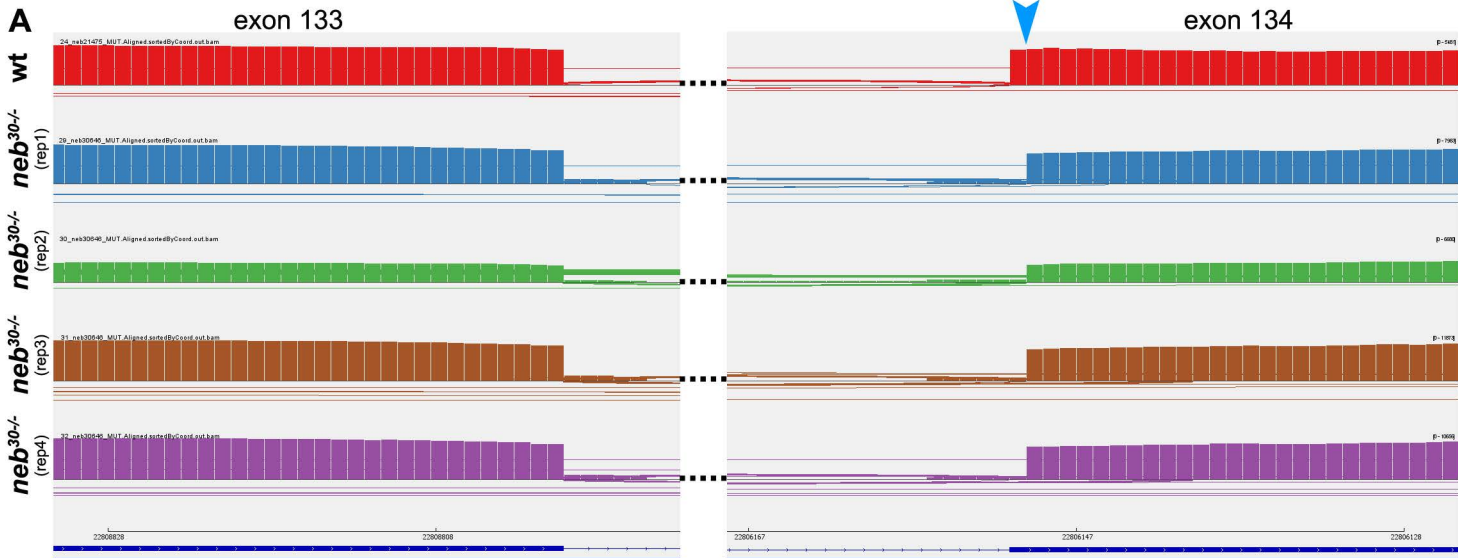 A
exon 133
exon 134
wt
24_neb21475_MUT.Aligned.sortedByCoord.out.bam
neb30-/-
(rep1)
29_neb30646_MUT.Aligned.sortedByCoord.out.bam
neb30-/-
(rep2)
30_neb30646_MUT.Aligned.sortedByCoord.out.bam
neb30-/-
(rep3)
31_neb30646_MUT.Aligned.sortedByCoord.out.bam
neb30-/-
(rep4)
32_neb30646_MUT.Aligned.sortedByCoord.out.bam
22808828
22808808
22806167
22806147
22806128